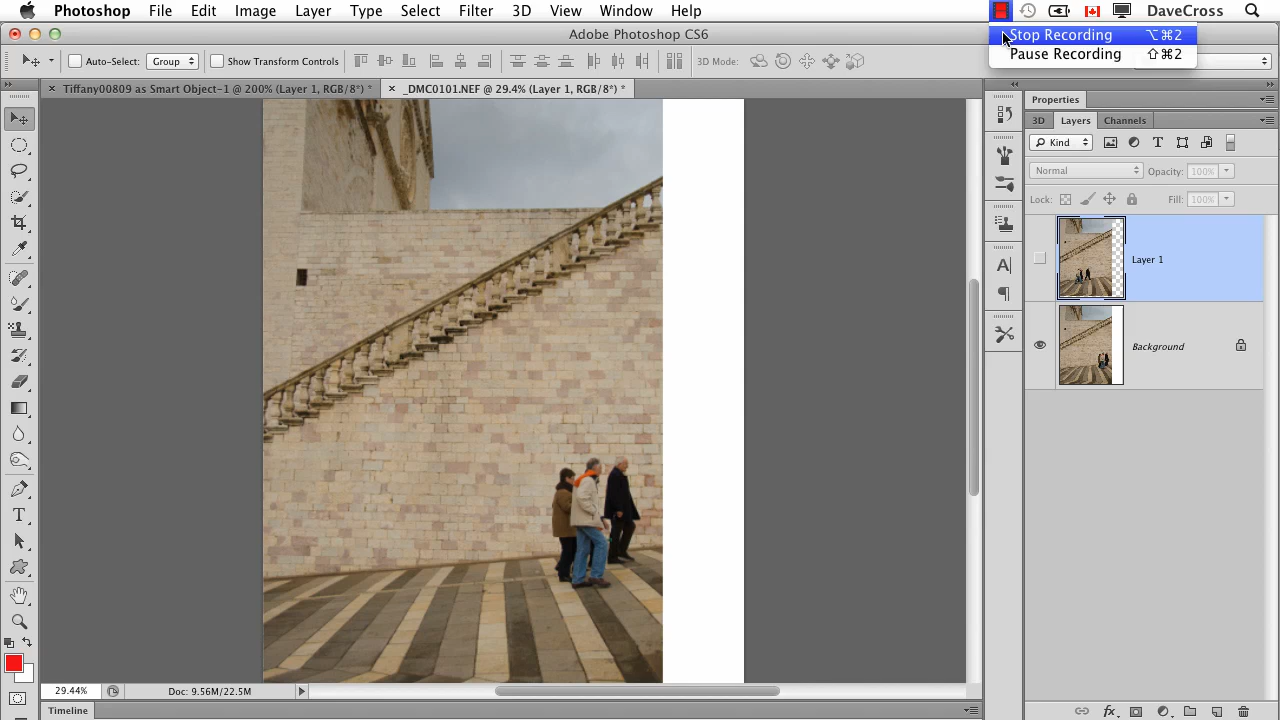 Photoshop File Edit Image Layer Type Select Filter 3D View Window Help DaveCross
Stop Recording ⌥⌘2
Pause Recording ⇧⌘2
Adobe Photoshop CS6
Auto-Select: Group Show Transform Controls 3D Mode:
Tiffany00809 as Smart Object-1 @ 200% (Layer 1, RGB/8*) *
_DMC0101.NEF @ 29.4% (Layer 1, RGB/8*) *
Properties
3D Layers Channels
Kind
Normal Opacity: 100%
Lock: Fill: 100%
Layer 1
Background
29.44% Doc: 9.56M/22.5M
Timeline